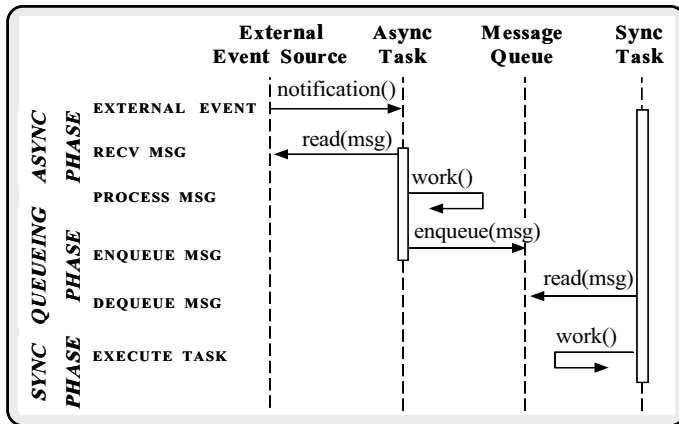 External Async Message Sync
Event Source Task Queue Task
notification()
EXTERNAL EVENT
read(msg)
RECV MSG
work()
PROCESS MSG
enqueue(msg)
ENQUEUE MSG
read(msg)
DEQUEUE MSG
work()
EXECUTE TASK
ASYNC
PHASE
QUEUEING
PHASE
SYNC
PHASE